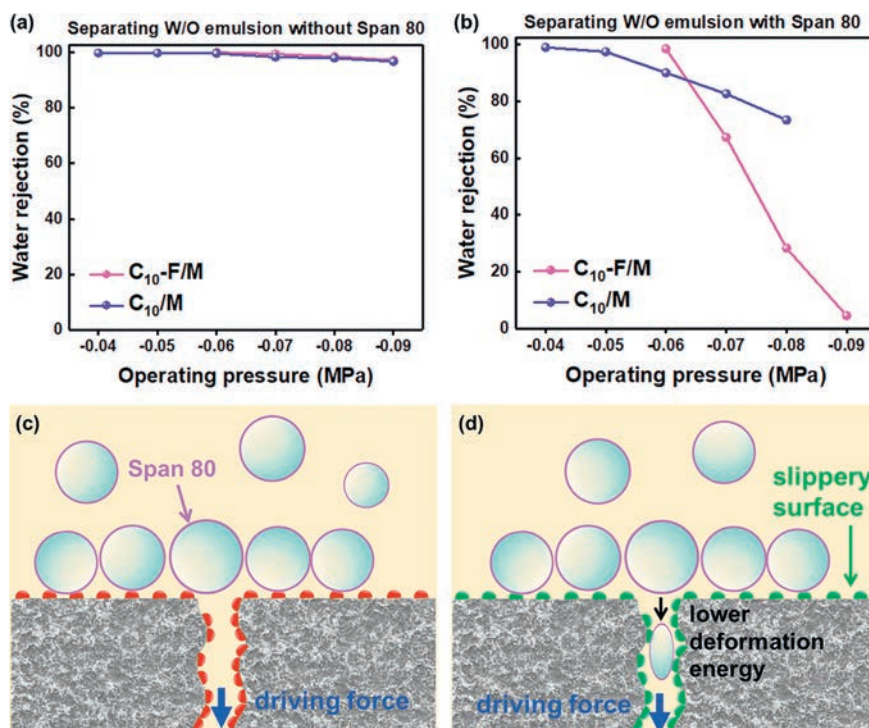 (a)
Separating W/O emulsion without Span 80
Water rejection (%)
100
80
60
40
20
0
C10-F/M
C10/M
-0.04 -0.05 -0.06 -0.07 -0.08 -0.09
Operating pressure (MPa)
(b)
Separating W/O emulsion with Span 80
Water rejection (%)
100
80
60
40
20
0
C10-F/M
C10/M
-0.04 -0.05 -0.06 -0.07 -0.08 -0.09
Operating pressure (MPa)
(c)
Span 80
driving force
(d)
slippery
surface
lower
deformation
energy
driving force